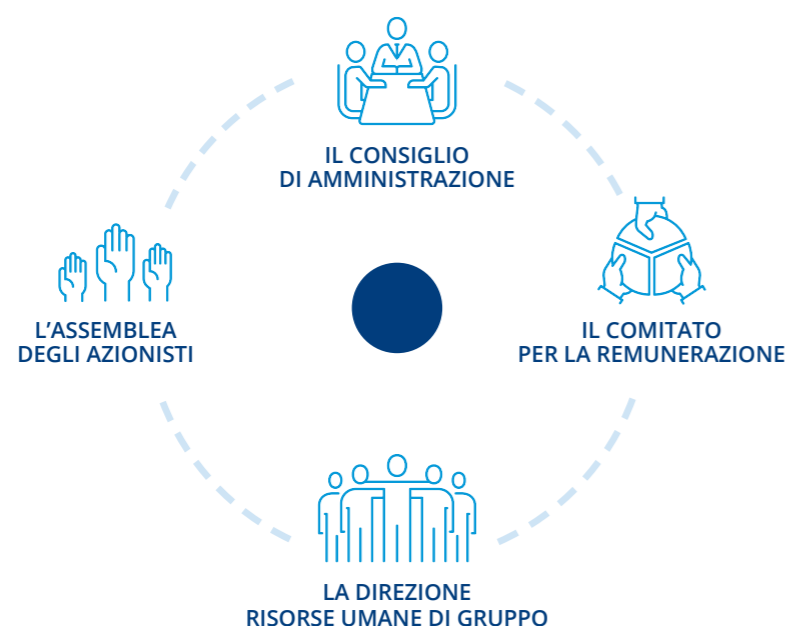 IL CONSIGLIO
DI AMMINISTRAZIONE
L’ASSEMBLEA
DEGLI AZIONISTI
IL COMITATO
PER LA REMUNERAZIONE
LA DIREZIONE
RISORSE UMANE DI GRUPPO